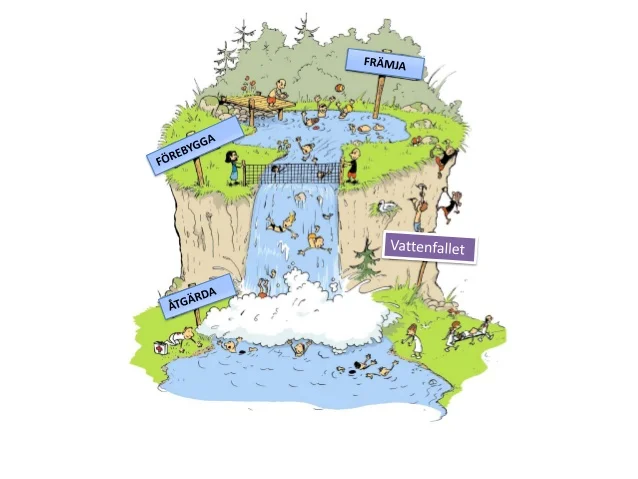 FRÄMJA
FÖREBYGGA
Vattenfallet
ÅTGÄRDA